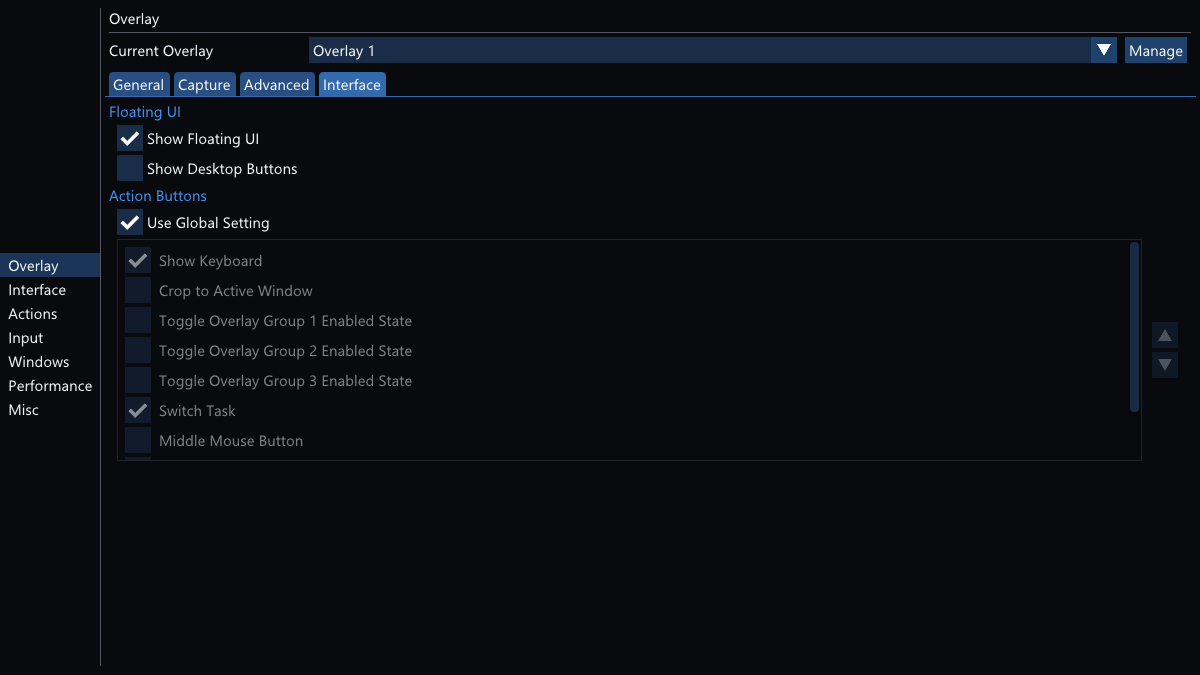 Overlay
Current Overlay Overlay 1 Manage
General Capture Advanced Interface
Floating UI
Show Floating UI
Show Desktop Buttons
Action Buttons
Use Global Setting
Show Keyboard
Crop to Active Window
Toggle Overlay Group 1 Enabled State
Toggle Overlay Group 2 Enabled State
Toggle Overlay Group 3 Enabled State
Switch Task
Middle Mouse Button
Overlay
Interface
Actions
Input
Windows
Performance
Misc